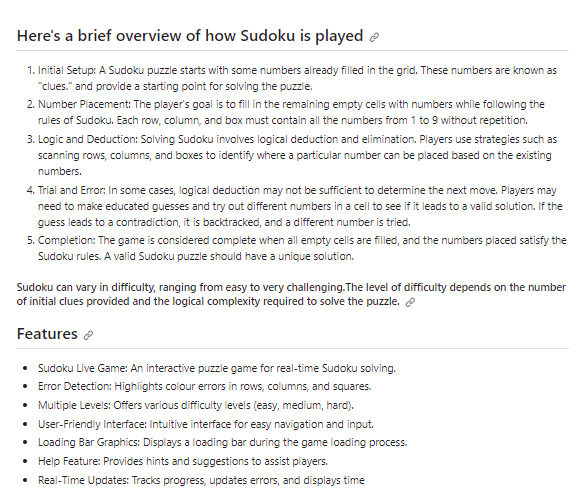 Here's a brief overview of how Sudoku is played
1. Initial Setup: A Sudoku puzzle starts with some numbers already filled in the grid. These numbers are known as
"clues." and provide a starting point for solving the puzzle.
2. Number Placement: The player's goal is to fill in the remaining empty cells with numbers while following the
rules of Sudoku. Each row, column, and box must contain all the numbers from 1 to 9 without repetition.
3. Logic and Deduction: Solving Sudoku involves logical deduction and elimination. Players use strategies such as
scanning rows, columns, and boxes to identify where a particular number can be placed based on the existing
numbers.
4. Trial and Error: In some cases, logical deduction may not be sufficient to determine the next move. Players may
need to make educated guesses and try out different numbers in a cell to see if it leads to a valid solution. If the
guess leads to a contradiction, it is backtracked, and a different number is tried.
5. Completion: The game is considered complete when all empty cells are filled, and the numbers placed satisfy the
Sudoku rules. A valid Sudoku puzzle should have a unique solution.
Sudoku can vary in difficulty, ranging from easy to very challenging.The level of difficulty depends on the number
of initial clues provided and the logical complexity required to solve the puzzle.
Features
• Sudoku Live Game: An interactive puzzle game for real-time Sudoku solving.
• Error Detection: Highlights colour errors in rows, columns, and squares.
• Multiple Levels: Offers various difficulty levels (easy, medium, hard).
• User-Friendly Interface: Intuitive interface for easy navigation and input.
• Loading Bar Graphics: Displays a loading bar during the game loading process.
• Help Feature: Provides hints and suggestions to assist players.
• Real-Time Updates: Tracks progress, updates errors, and displays time